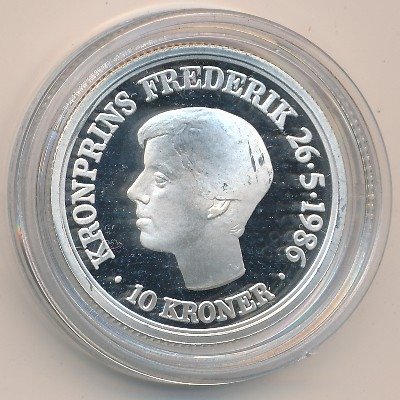 KRONPRINS FREDERIK 26·5·1986
· 10 KRONER ·